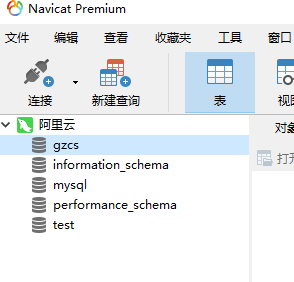 Navicat Premium
文件 编辑 查看 收藏夹 工具 窗口
连接 新建查询 表 视图
阿里云 对象
gzcs 打开
information_schema
mysql
performance_schema
test